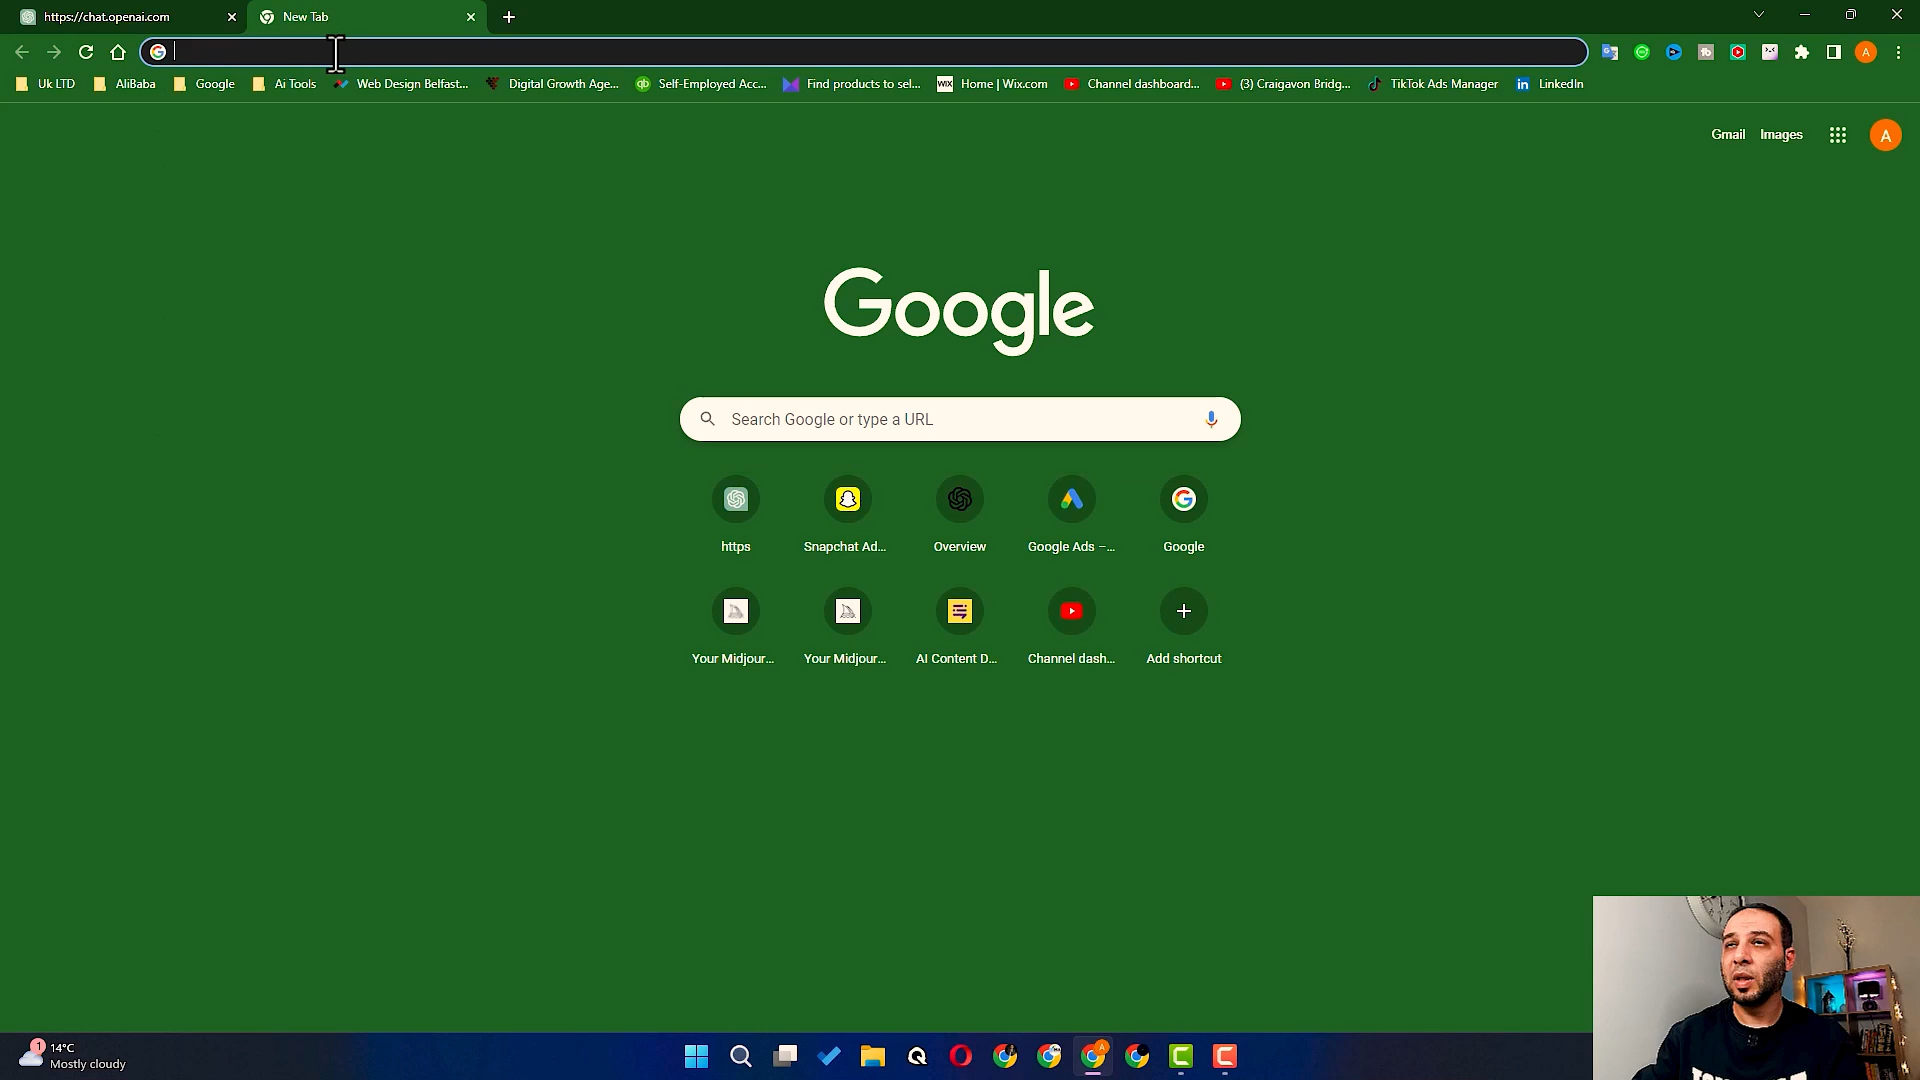 https://chat.openai.com
New Tab
Uk LTD
AliBaba
Google
Ai Tools
Web Design Belfast...
Digital Growth Age...
Self-Employed Acc...
Find products to sel...
WIX
Home | Wix.com
Channel dashboard...
(3) Craigavon Bridg...
TikTok Ads Manager
in
LinkedIn
Gmail
Images
A
Google
Search Google or type a URL
https
Snapchat Ad...
Overview
Google Ads –...
Google
Your Midjour...
Your Midjour...
AI Content D...
Channel dash...
Add shortcut
1
14°C
Mostly cloudy